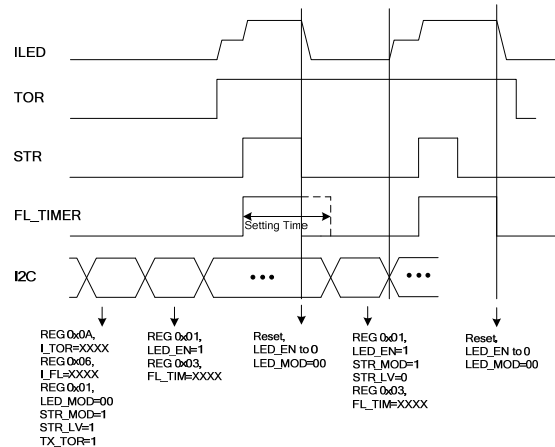 ILED
TOR
STR
FL_TIMER
Setting Time
I2C
REG 0x0A,
I_TOR=XXXX
REG 0x06,
I_FL=XXXX
REG 0x01,
LED_MOD=00
STR_MOD=1
STR_LV=1
TX_TOR=1
REG 0x01,
LED_EN=1
REG 0x03,
FL_TIM=XXXX
Reset,
LED_EN to 0
LED_MOD=00
REG 0x01,
LED_EN=1
STR_MOD=1
STR_LV=0
REG 0x03,
FL_TIM=XXXX
Reset,
LED_EN to 0
LED_MOD=00